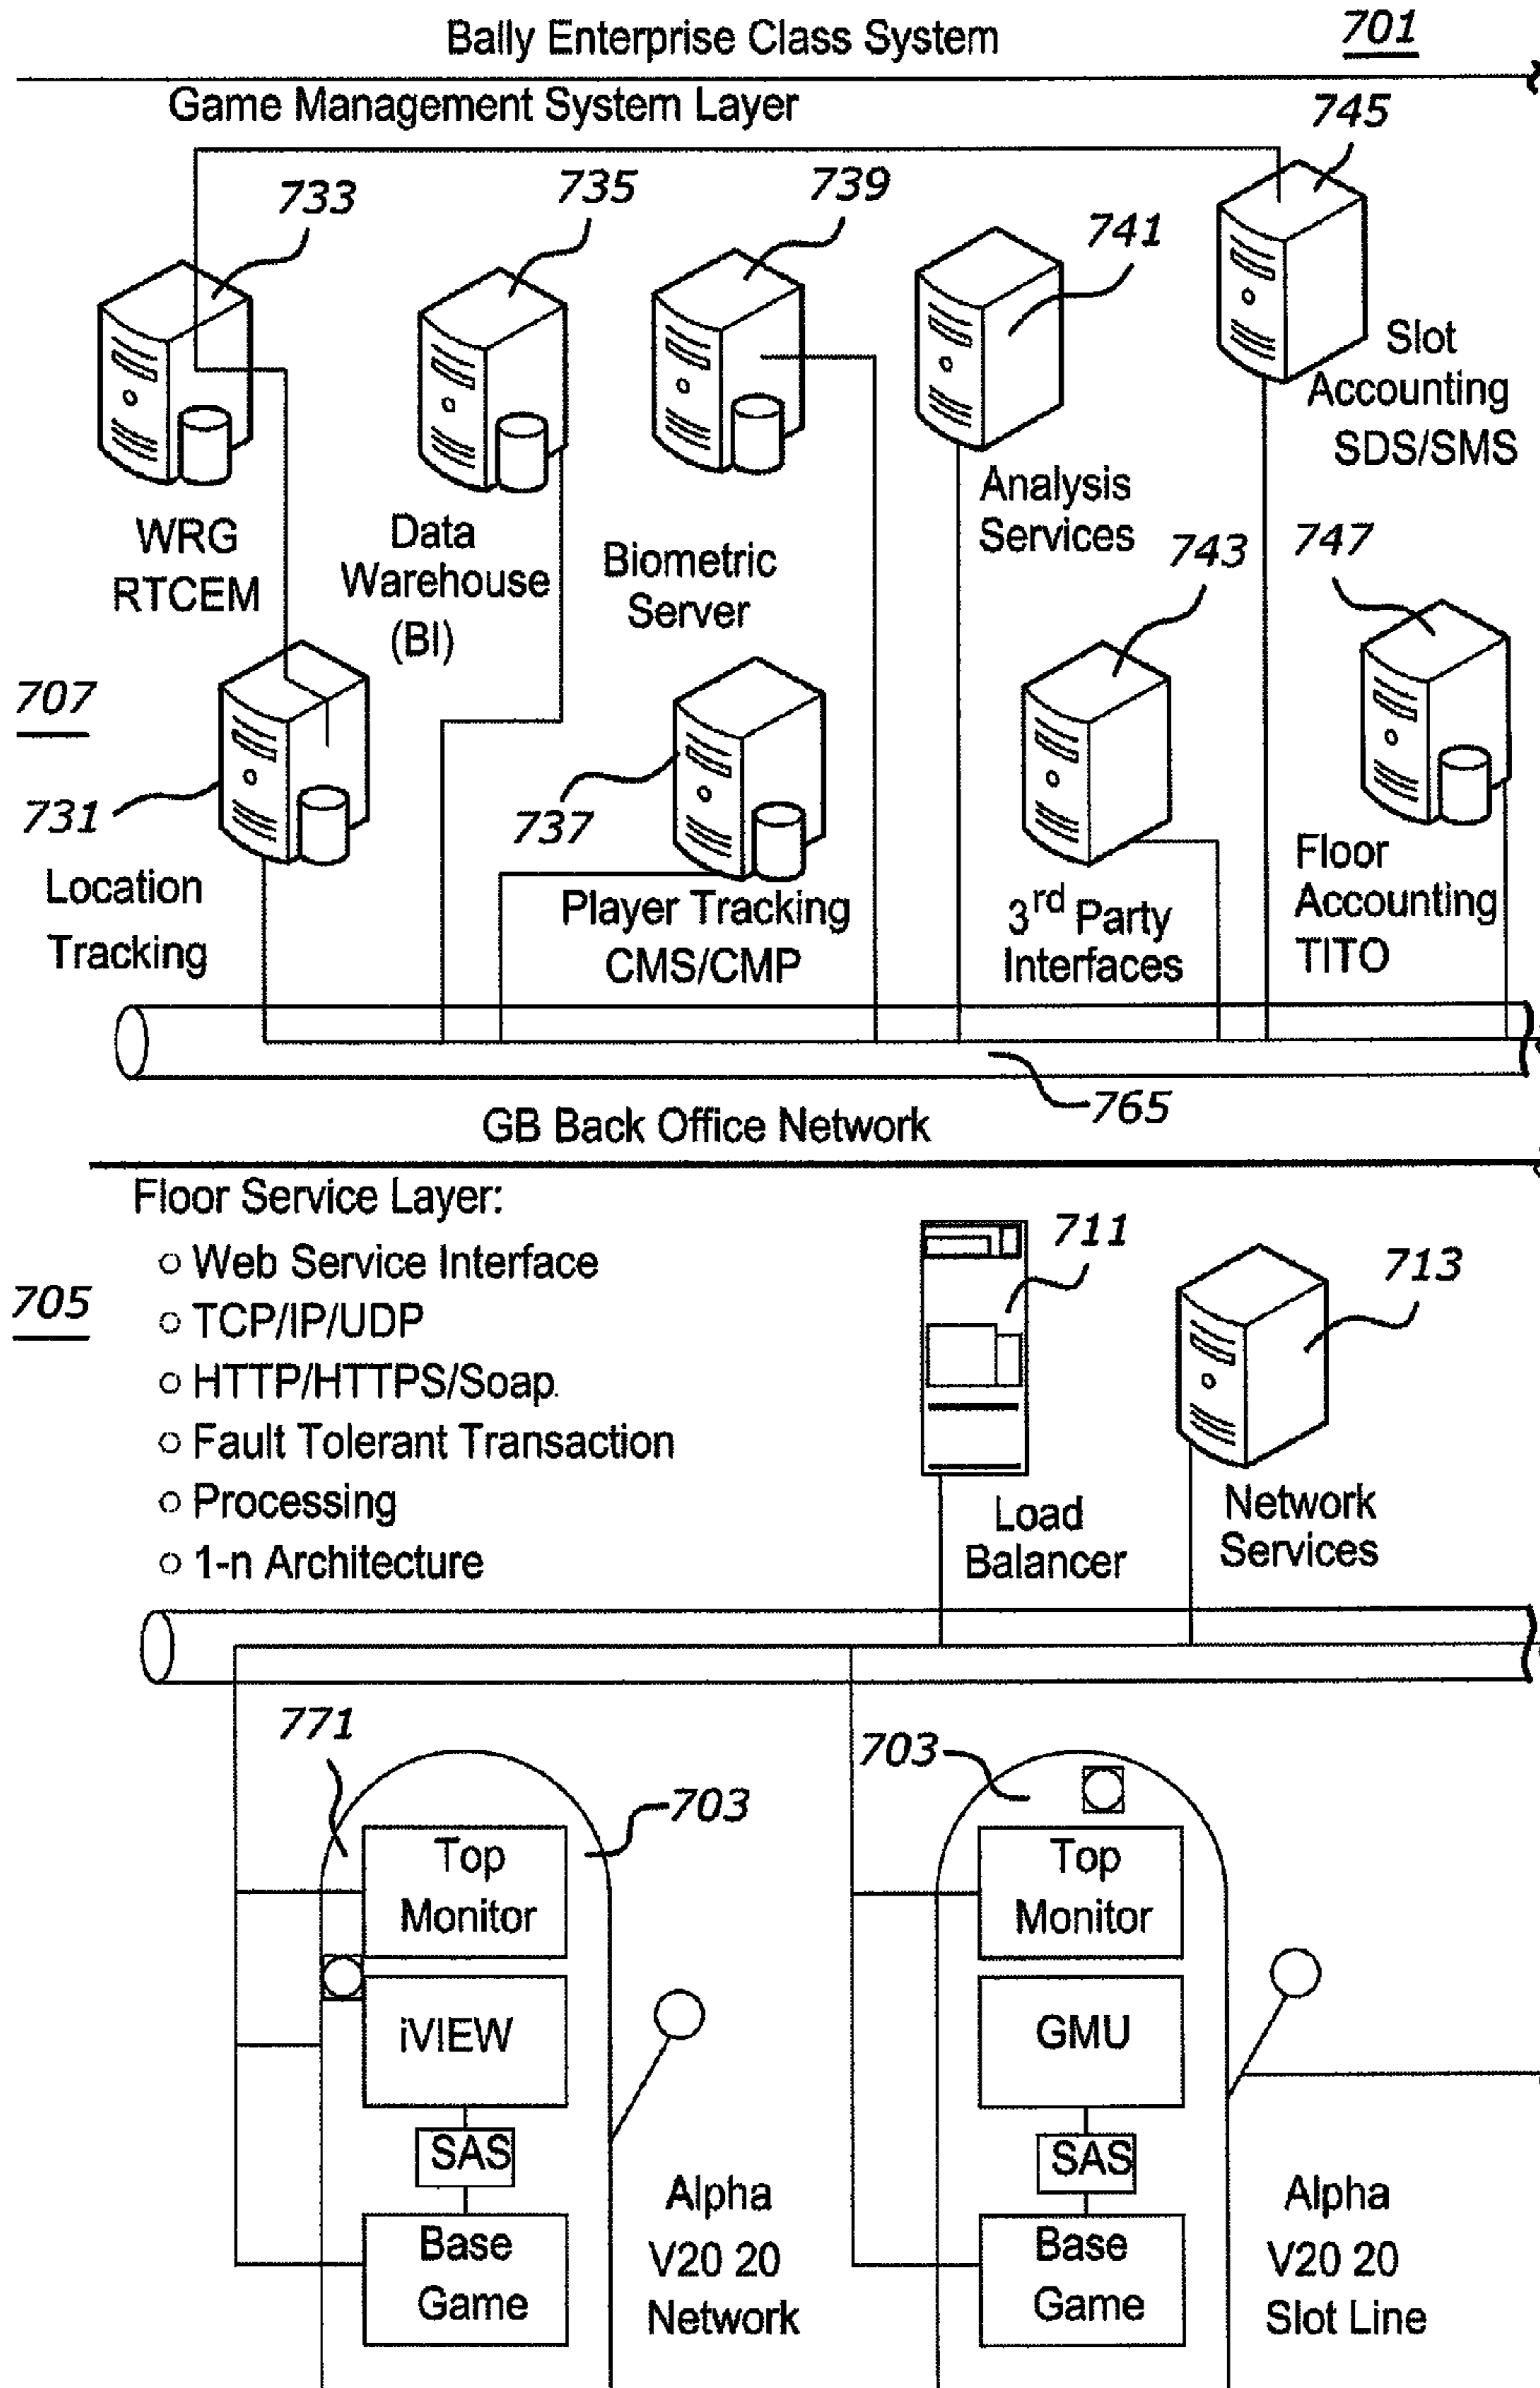 Bally Enterprise Class System
701
Game Management System Layer
745
733
735
739
741
Slot
Accounting
SDS/SMS
WRG
RTCEM
Data
Warehouse
(BI)
Biometric
Server
Analysis
Services
743
747
707
731
737
Location
Tracking
Player Tracking
CMS/CMP
3rd Party
Interfaces
Floor
Accounting
TITO
765
GB Back Office Network
Floor Service Layer:
705
Web Service Interface
TCP/IP/UDP
HTTP/HTTPS/Soap.
Fault Tolerant Transaction
Processing
1-n Architecture
711
713
Load
Balancer
Network
Services
771
703
703
Top
Monitor
iVIEW
SAS
Base
Game
Alpha
V20 20
Network
Top
Monitor
GMU
SAS
Base
Game
Alpha
V20 20
Slot Line